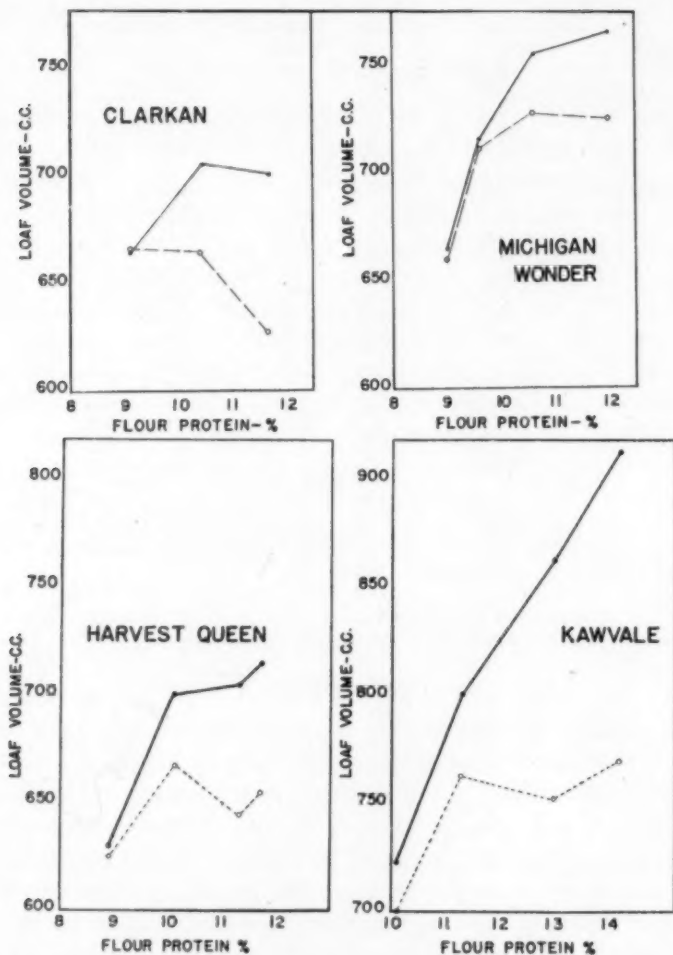 LOAF VOLUME-C.C.
750
700
650
600
CLARKAN
8 9 10 11 12
FLOUR PROTEIN-%
LOAF VOLUME-C.C.
750
700
650
600
MICHIGAN
WONDER
8 9 10 11 12
FLOUR PROTEIN-%
LOAF VOLUME-C.C.
800
750
700
650
600
HARVEST QUEEN
8 9 10 11 12
FLOUR PROTEIN %
LOAF VOLUME-C.C.
900
850
800
750
700
KAWVALE
10 11 12 13 14
FLOUR PROTEIN %